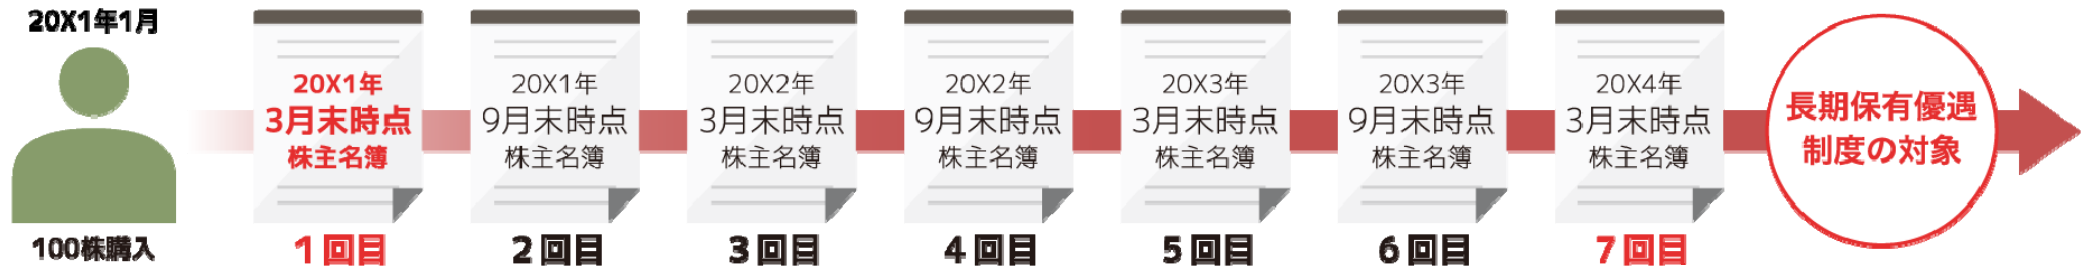 20X1年1月
100株購入
20X1年
3月末時点
株主名簿
1回目
20X1年
9月末時点
株主名簿
2回目
20X2年
3月末時点
株主名簿
3回目
20X2年
9月末時点
株主名簿
4回目
20X3年
3月末時点
株主名簿
5回目
20X3年
9月末時点
株主名簿
6回目
20X4年
3月末時点
株主名簿
7回目
長期保有優遇
制度の対象